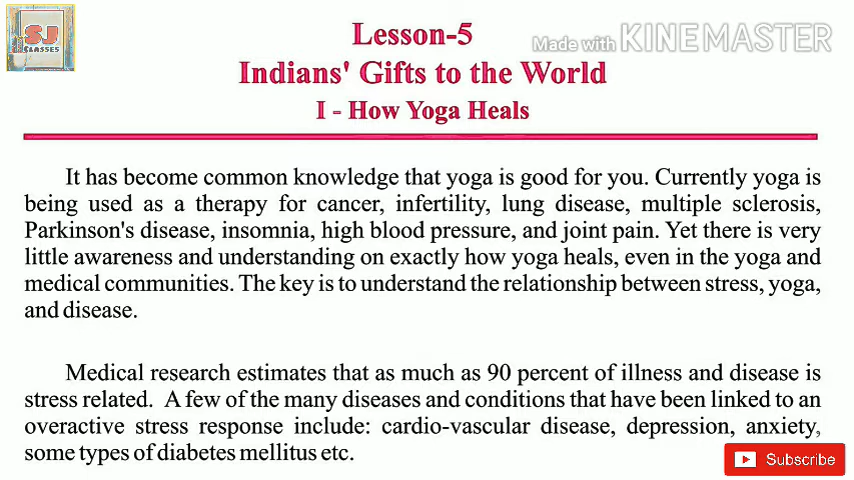 SJ
CLASSES
Made with KINEMASTER
Lesson-5
Indians' Gifts to the World
I - How Yoga Heals
It has become common knowledge that yoga is good for you. Currently yoga is
being used as a therapy for cancer, infertility, lung disease, multiple sclerosis,
Parkinson's disease, insomnia, high blood pressure, and joint pain. Yet there is very
little awareness and understanding on exactly how yoga heals, even in the yoga and
medical communities. The key is to understand the relationship between stress, yoga,
and disease.
Medical research estimates that as much as 90 percent of illness and disease is
stress related. A few of the many diseases and conditions that have been linked to an
overactive stress response include: cardio-vascular disease, depression, anxiety,
some types of diabetes mellitus etc.
Subscribe